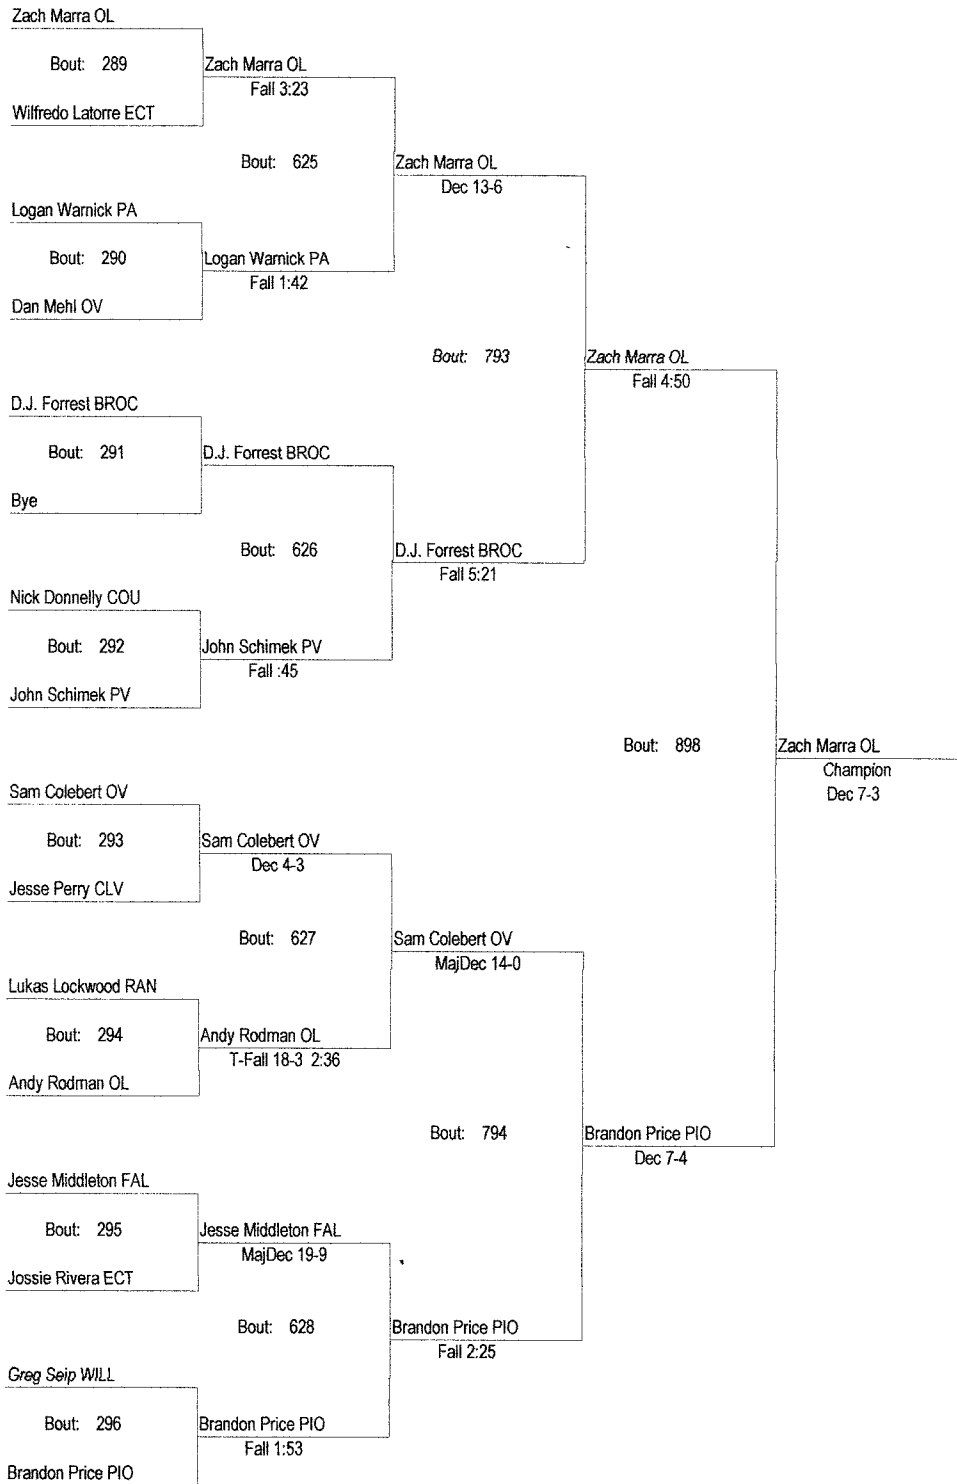 Zach Marra OL
Bout: 289
Zach Marra OL
Fall 3:23
Wilfredo Latorre ECT
Bout: 625
Zach Marra OL
Dec 13-6
Logan Warnick PA
Bout: 290
Logan Warnick PA
Fall 1:42
Dan Mehl OV
Bout: 793
Zach Marra OL
Fall 4:50
D.J. Forrest BROC
Bout: 291
D.J. Forrest BROC
Bye
Bout: 626
D.J. Forrest BROC
Fall 5:21
Nick Donnelly COU
Bout: 292
John Schimek PV
Fall :45
John Schimek PV
Bout: 898
Zach Marra OL
Champion
Dec 7-3
Sam Colebert OV
Bout: 293
Sam Colebert OV
Dec 4-3
Jesse Perry CLV
Bout: 627
Sam Colebert OV
MajDec 14-0
Lukas Lockwood RAN
Bout: 294
Andy Rodman OL
T-Fall 18-3 2:36
Andy Rodman OL
Bout: 794
Brandon Price PIO
Dec 7-4
Jesse Middleton FAL
Bout: 295
Jesse Middleton FAL
MajDec 19-9
Jossie Rivera ECT
Bout: 628
Brandon Price PIO
Fall 2:25
Greg Seip WILL
Bout: 296
Brandon Price PIO
Fall 1:53
Brandon Price PIO